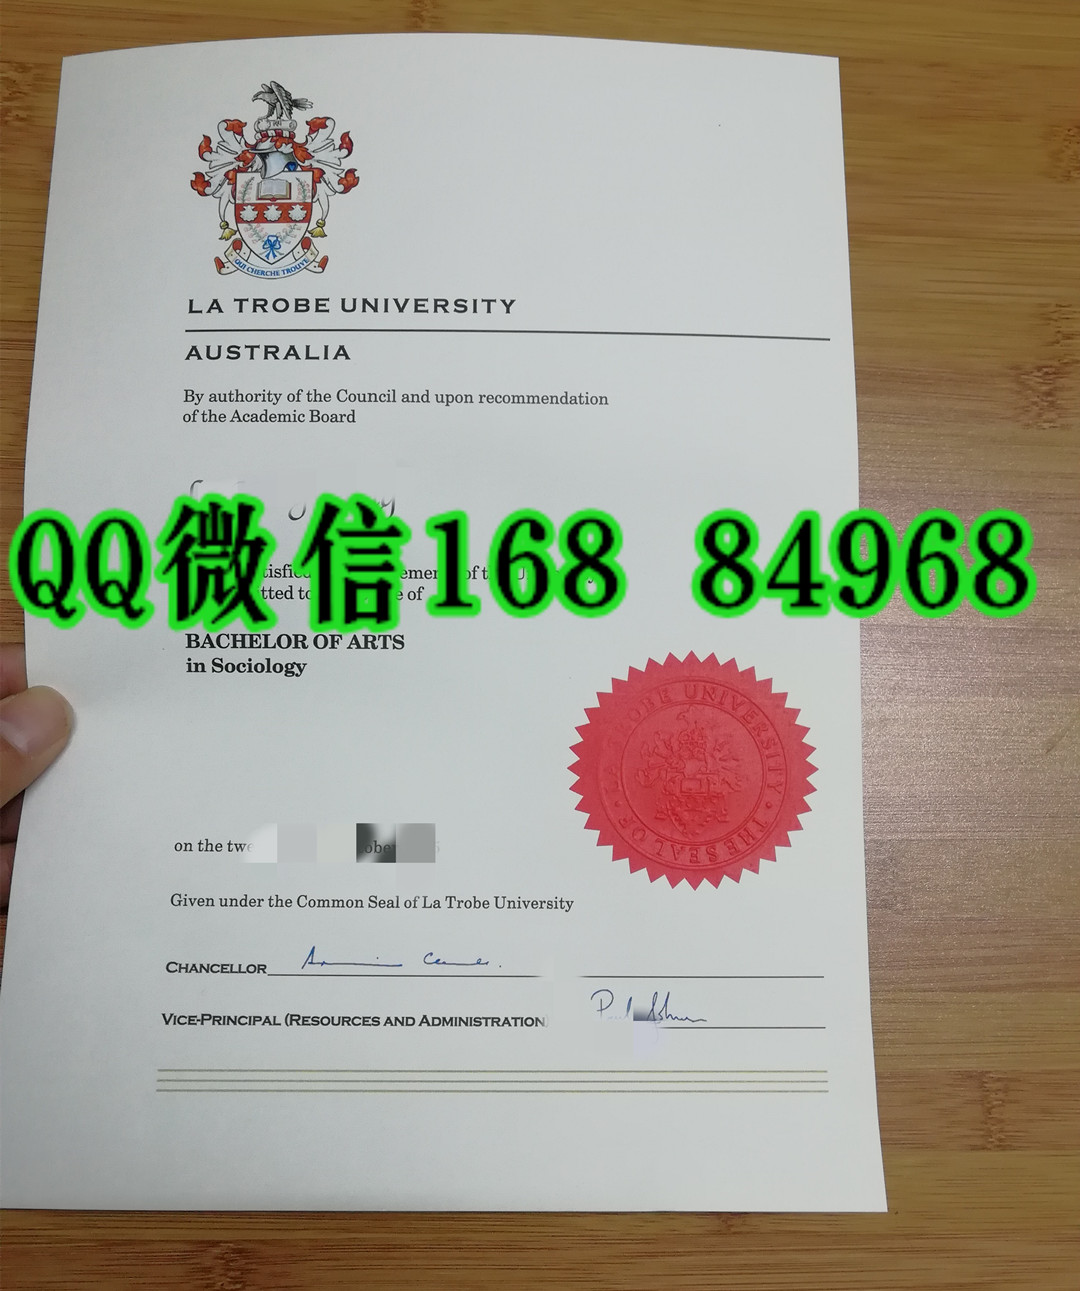 QUI CHERCHE TROUVE
LA TROBE UNIVERSITY
AUSTRALIA
By authority of the Council and upon recommendation
of the Academic Board
QQ微信168 84968
of
BACHELOR OF ARTS
in Sociology
THE SEAL OF LA TROBE UNIVERSITY
on the
Given under the Common Seal of La Trobe University
CHANCELLOR
VICE-PRINCIPAL (RESOURCES AND ADMINISTRATION